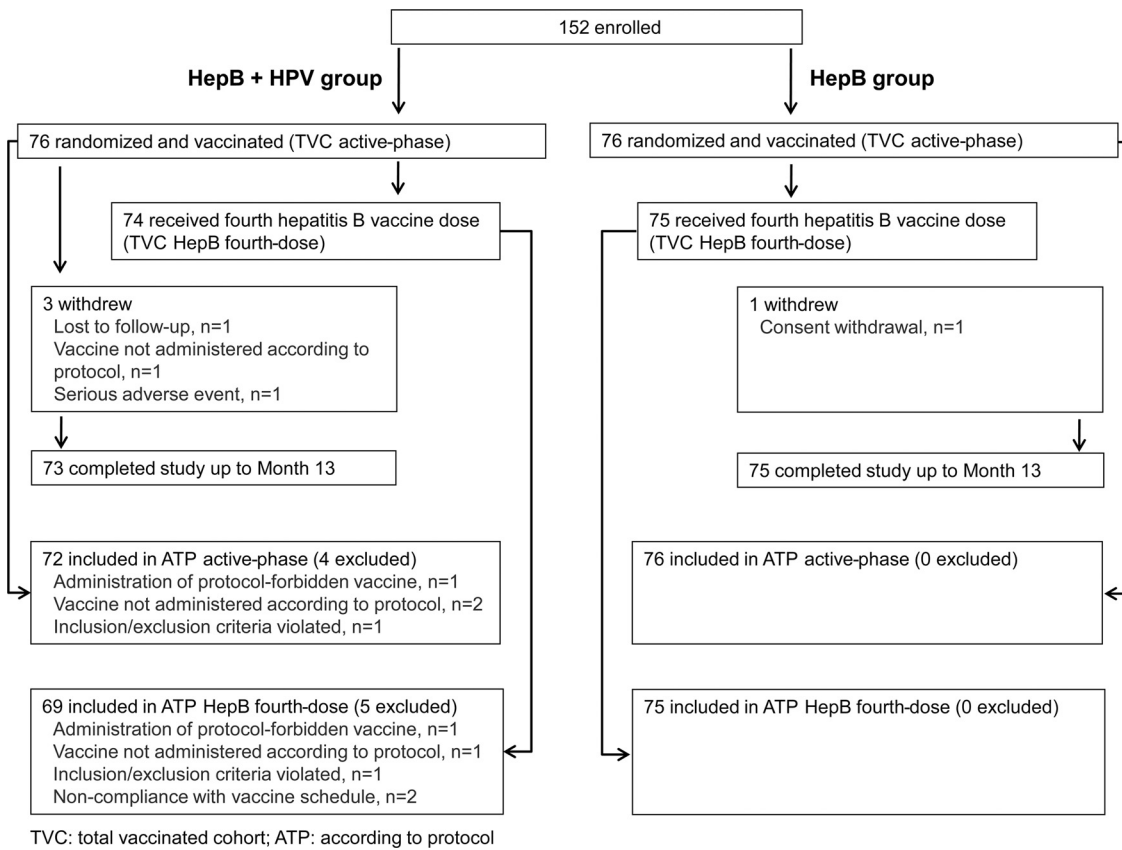 152 enrolled
HepB + HPV group
HepB group
76 randomized and vaccinated (TVC active-phase)
76 randomized and vaccinated (TVC active-phase)
74 received fourth hepatitis B vaccine dose
(TVC HepB fourth-dose)
75 received fourth hepatitis B vaccine dose
(TVC HepB fourth-dose)
3 withdrew
Lost to follow-up, n=1
Vaccine not administered according to
protocol, n=1
Serious adverse event, n=1
1 withdrew
Consent withdrawal, n=1
73 completed study up to Month 13
75 completed study up to Month 13
72 included in ATP active-phase (4 excluded)
Administration of protocol-forbidden vaccine, n=1
Vaccine not administered according to protocol, n=2
Inclusion/exclusion criteria violated, n=1
76 included in ATP active-phase (0 excluded)
69 included in ATP HepB fourth-dose (5 excluded)
Administration of protocol-forbidden vaccine, n=1
Vaccine not administered according to protocol, n=1
Inclusion/exclusion criteria violated, n=1
Non-compliance with vaccine schedule, n=2
75 included in ATP HepB fourth-dose (0 excluded)
TVC: total vaccinated cohort; ATP: according to protocol